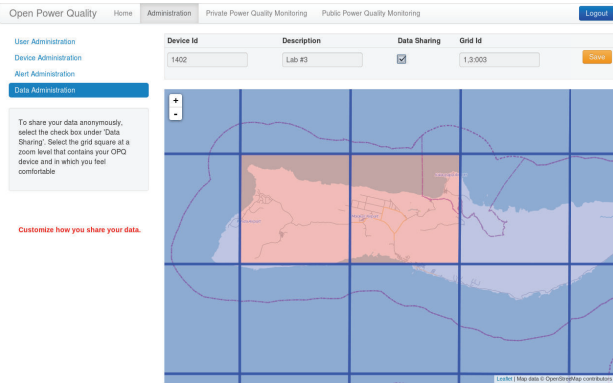 Open Power Quality
Home
Administration
Private Power Quality Monitoring
Public Power Quality Monitoring
Logout
User Administration
Device Administration
Alert Administration
Data Administration
Device Id
Description
Data Sharing
Grid Id
1402
Lab #3
1,3:003
Save
To share your data anonymously,
select the check box under 'Data
Sharing'. Select the grid square at a
zoom level that contains your OPQ
device and in which you feel
comfortable
Customize how you share your data.
+
-
Leaflet | Map data © OpenStreetMap contributors